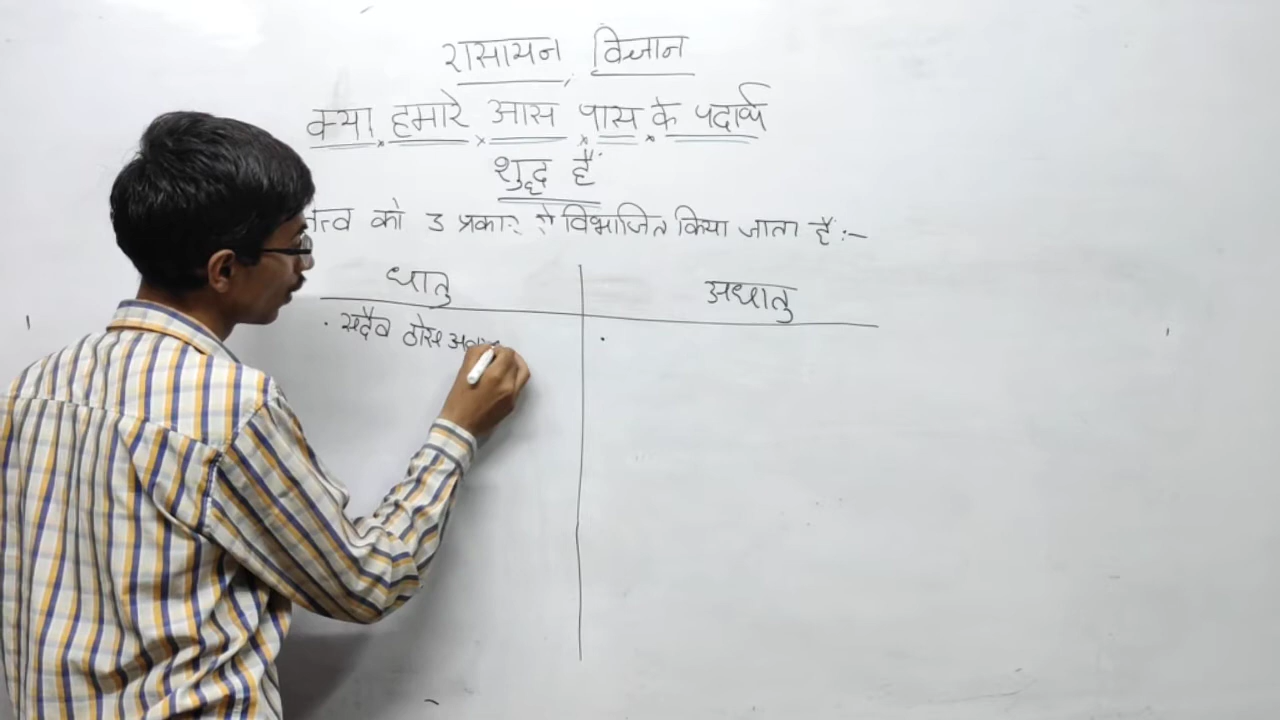 रासायन विज्ञान
क्या हमारे आस पास के पदार्थ
शुद्ध हैं
तत्व को 3 प्रकार से विभाजित किया जाता है :-
धातु
अधातु
· सदैव ठोस
·